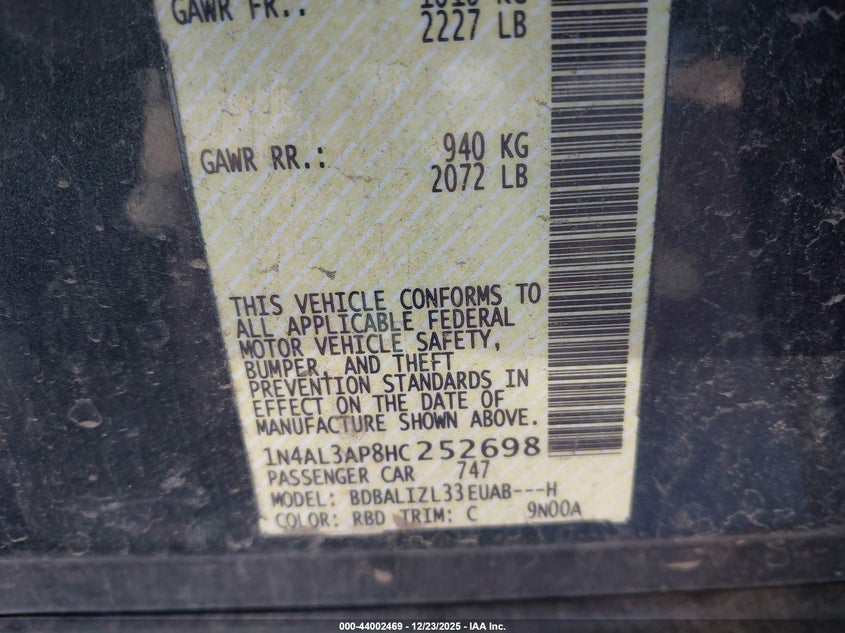 GAWR FR.: 1010 KG
2227 LB
GAWR RR.: 940 KG
2072 LB
THIS VEHICLE CONFORMS TO
ALL APPLICABLE FEDERAL
MOTOR VEHICLE SAFETY,
BUMPER, AND THEFT
PREVENTION STANDARDS IN
EFFECT ON THE DATE OF
MANUFACTURE SHOWN ABOVE.
1N4AL3AP8HC252698
PASSENGER CAR 747
MODEL: BDBALIZL33EUAB---H
COLOR: RBD TRIM: C 9N00A
000-44002469 - 12/23/2025 - IAA Inc.